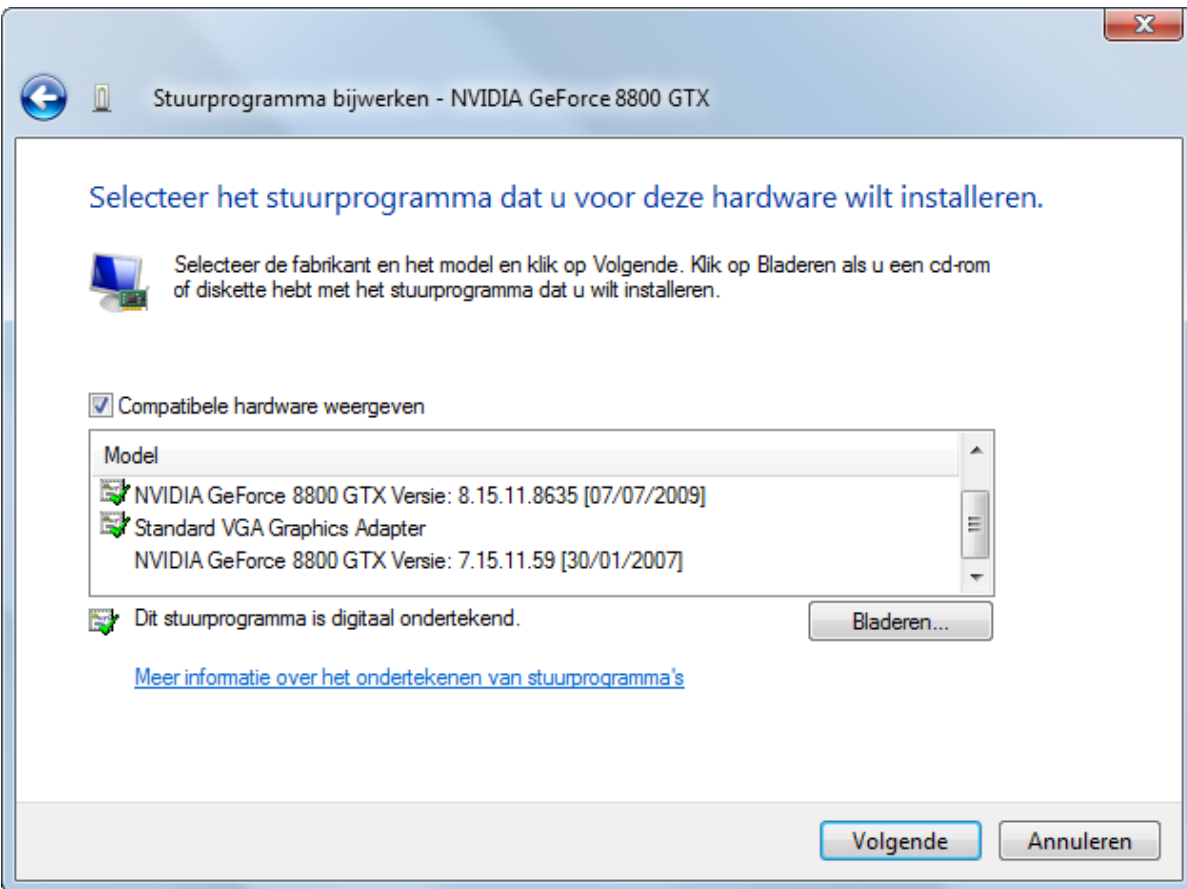 Stuurprogramma bijwerken - NVIDIA GeForce 8800 GTX
Selecteer het stuurprogramma dat u voor deze hardware wilt installeren.
Selecteer de fabrikant en het model en klik op Volgende. Klik op Bladeren als u een cd-rom
of diskette hebt met het stuurprogramma dat u wilt installeren.
Compatibele hardware weergeven
Model
NVIDIA GeForce 8800 GTX Versie: 8.15.11.8635 [07/07/2009]
Standard VGA Graphics Adapter
NVIDIA GeForce 8800 GTX Versie: 7.15.11.59 [30/01/2007]
Dit stuurprogramma is digitaal ondertekend.
Bladeren...
Meer informatie over het ondertekenen van stuurprogramma's
Volgende
Annuleren